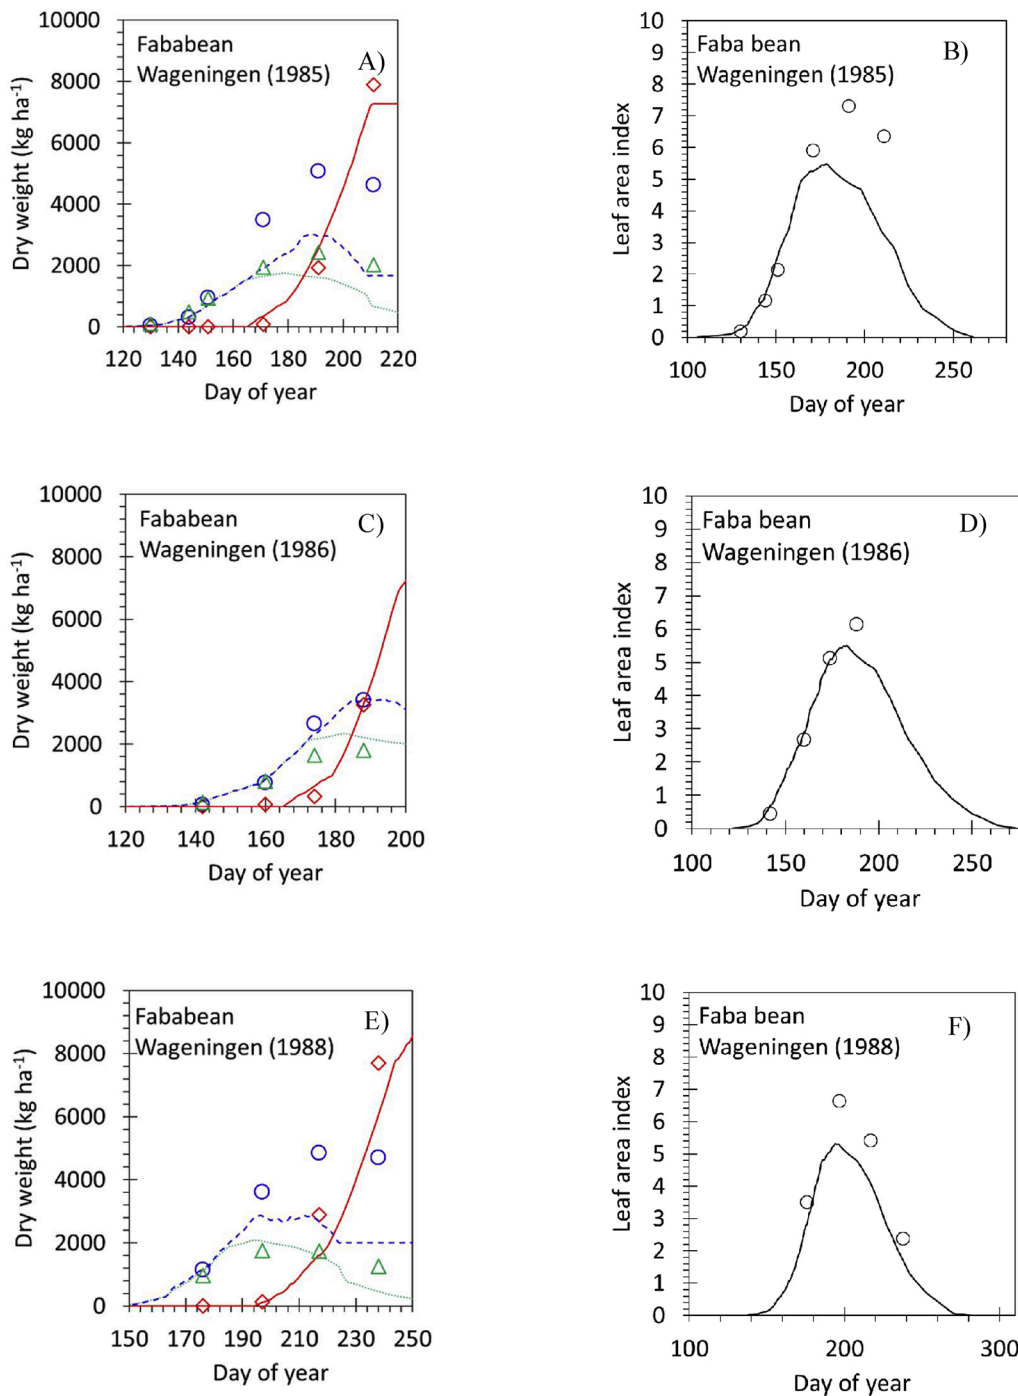 Fababean
Wageningen (1985)
A)
Dry weight (kg ha⁻¹)
10000
8000
6000
4000
2000
0
120 140 160 180 200 220
Day of year
Faba bean
Wageningen (1985)
B)
Leaf area index
10
9
8
7
6
5
4
3
2
1
0
100 150 200 250
Day of year
Fababean
Wageningen (1986)
C)
Dry weight (kg ha⁻¹)
10000
8000
6000
4000
2000
0
120 140 160 180 200
Day of year
Faba bean
Wageningen (1986)
D)
Leaf area index
10
9
8
7
6
5
4
3
2
1
0
100 150 200 250
Day of year
Fababean
Wageningen (1988)
E)
Dry weight (kg ha⁻¹)
10000
8000
6000
4000
2000
0
150 170 190 210 230 250
Day of year
Faba bean
Wageningen (1988)
F)
Leaf area index
10
9
8
7
6
5
4
3
2
1
0
100 200 300
Day of year